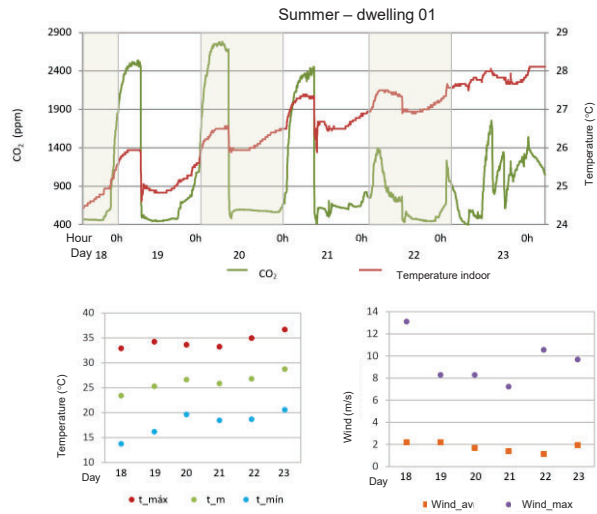 Summer – dwelling 01
2900 29
2400 28
1900 27
1400 26
900 25
400 24
CO₂ (ppm)
Temperature (°C)
Hour 0h 0h 0h 0h 0h 0h
Day 18 19 20 21 22 23
CO₂ Temperature indoor
40
35
30
25
20
15
10
Temperature (°C)
18 19 20 21 22 23
Day
t_máx t_m t_mín
14
12
10
8
6
4
2
0
Wind (m/s)
18 19 20 21 22 23
Day
Wind_av Wind_max